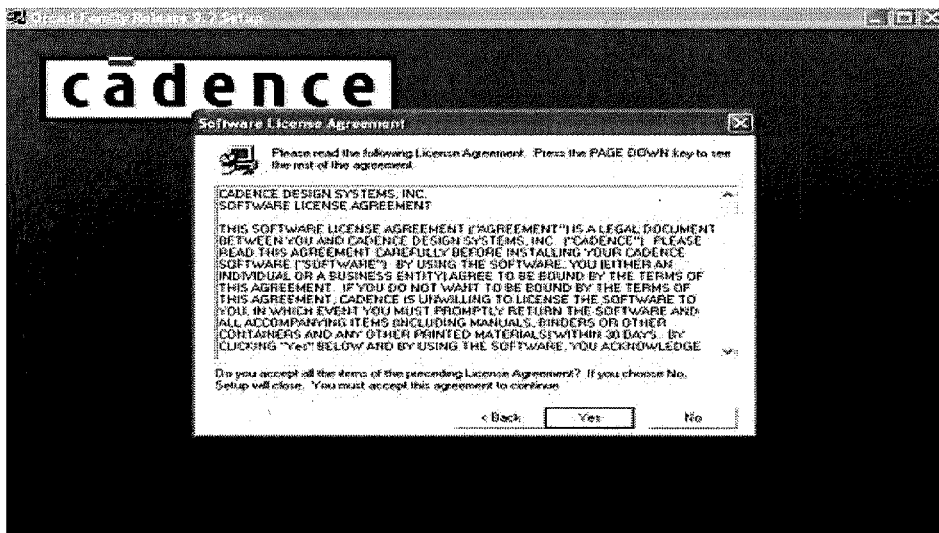 Orcad Family Release 9.2 Setup
cādence
Software License Agreement
Please read the following License Agreement. Press the PAGE DOWN key to see
the rest of the agreement.
CADENCE DESIGN SYSTEMS, INC.
SOFTWARE LICENSE AGREEMENT
THIS SOFTWARE LICENSE AGREEMENT ("AGREEMENT") IS A LEGAL DOCUMENT
BETWEEN YOU AND CADENCE DESIGN SYSTEMS, INC. ("CADENCE"). PLEASE
READ THIS AGREEMENT CAREFULLY BEFORE INSTALLING YOUR CADENCE
SOFTWARE ("SOFTWARE"). BY USING THE SOFTWARE, YOU (EITHER AN
INDIVIDUAL OR A BUSINESS ENTITY) AGREE TO BE BOUND BY THE TERMS OF
THIS AGREEMENT. IF YOU DO NOT WANT TO BE BOUND BY THE TERMS OF
THIS AGREEMENT, CADENCE IS UNWILLING TO LICENSE THE SOFTWARE TO
YOU, IN WHICH EVENT YOU MUST PROMPTLY RETURN THE SOFTWARE AND
ALL ACCOMPANYING ITEMS (INCLUDING MANUALS, BINDERS OR OTHER
CONTAINERS AND ANY OTHER PRINTED MATERIALS) WITHIN 30 DAYS. BY
CLICKING "Yes" BELOW AND BY USING THE SOFTWARE, YOU ACKNOWLEDGE
Do you accept all the items of the preceding License Agreement? If you choose No,
Setup will close. You must accept this agreement to continue.
< Back
Yes
No